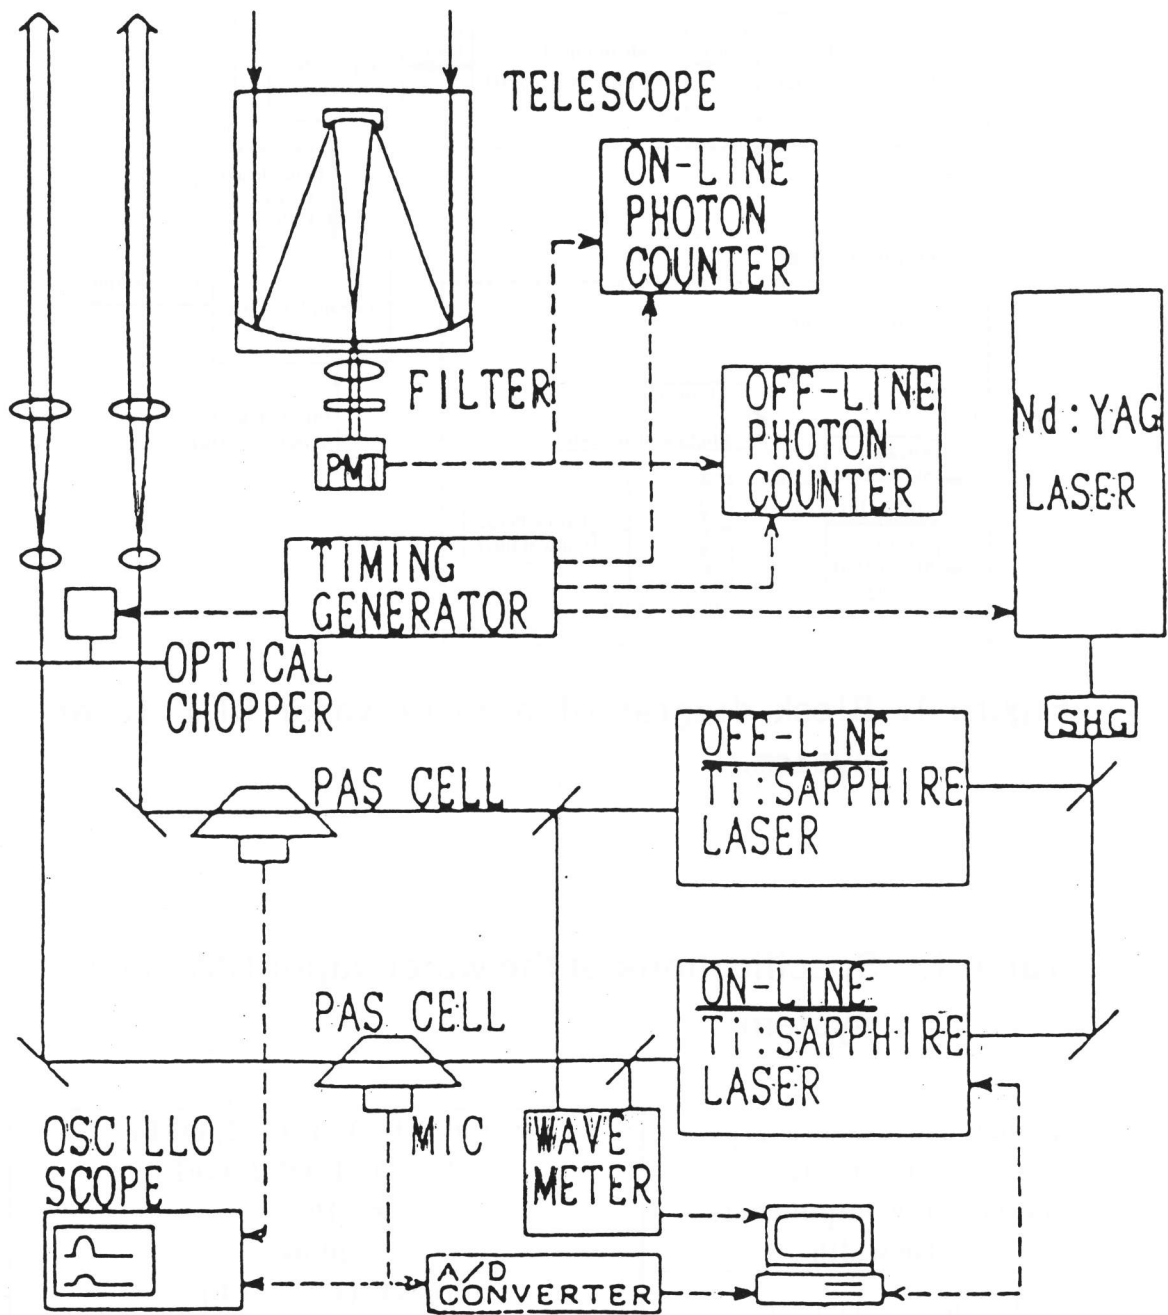 TELESCOPE
ON-LINE
PHOTON
COUNTER
FILTER
OFF-LINE
PHOTON
COUNTER
Nd:YAG
LASER
PMT
TIMING
GENERATOR
OPTICAL
CHOPPER
SHG
OFF-LINE
Ti:SAPPHIRE
LASER
PAS CELL
ON-LINE
Ti:SAPPHIRE
LASER
PAS CELL
MIC
WAVE
METER
OSCILLO
SCOPE
A/D
CONVERTER